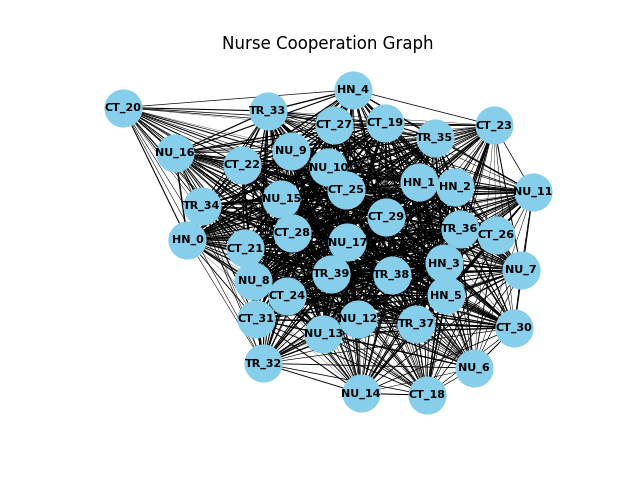 Nurse Cooperation Graph
HN_4
CT_20
TR_33
CT_19
CT_27
CT_23
TR_35
NU_9
NU_16
CT_22
NU_10
HN_1
HN_2
CT_25
NU_11
NU_15
TR_34
CT_29
TR_36
CT_28
CT_26
HN_0
NU_17
CT_21
HN_3
NU_7
TR_39
TR_38
NU_8
CT_24
HN_5
CT_31
NU_12
TR_37
CT_30
NU_13
TR_32
NU_6
NU_14
CT_18